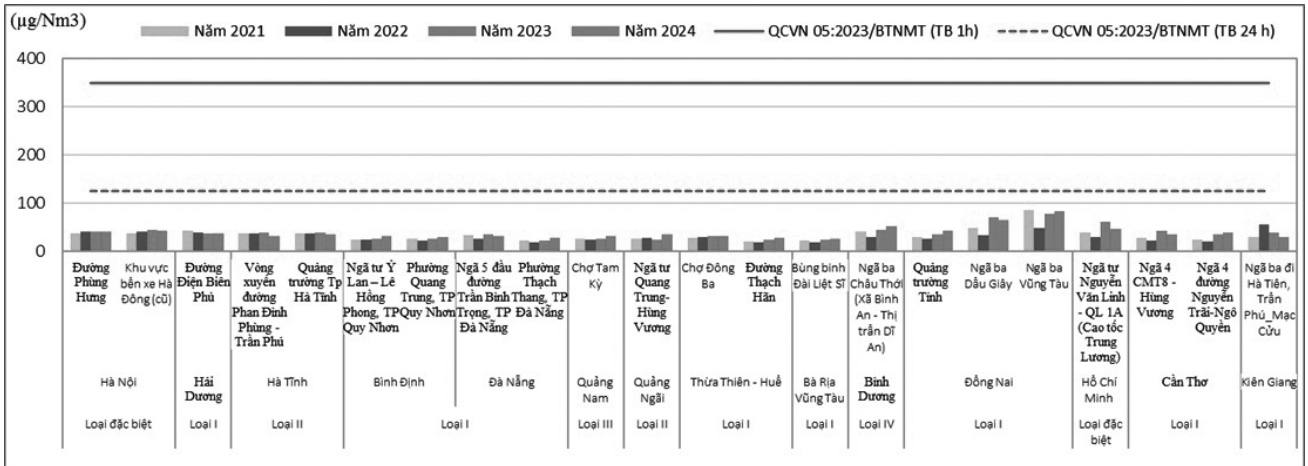 (µg/Nm3)
Năm 2021 Năm 2022 Năm 2023 Năm 2024 QCVN 05:2023/BTNMT (TB 1h) QCVN 05:2023/BTNMT (TB 24 h)
400
300
200
100
0
Đường
Phùng
Hưng
Khu vực
bến xe Hà
Đông (cũ)
Đường
Điện Biên
Phủ
Vòng
xuyến
đường
Phan Đình
Phùng -
Trần Phú
Quảng
trường Tp
Hà Tĩnh
Ngã tư Ỷ
Lan – Lê
Hồng
Phong, TP
Quy Nhơn
Phường
Quang
Trung, TP
Quy Nhơn
Ngã 5 đầu
đường
Trần Bình
Trọng, TP
Đà Nẵng
Phường
Thạch
Thang, TP
Đà Nẵng
Chợ Tam
Kỳ
Ngã tư
Quang
Trung-
Hùng
Vương
Chợ Đông
Ba
Đường
Thạch
Hãn
Bùng binh
Đài Liệt Sĩ
Ngã ba
Châu Thới
(Xã Bình
An - Thị
trấn Dĩ
An)
Quảng
trường
Tỉnh
Ngã ba
Dầu Giây
Ngã ba
Vũng Tàu
Ngã tư
Nguyễn
Văn Linh
- QL 1A
(Cao tốc
Trung
Lương)
Ngã 4
CMT8 -
Hùng
Vương
Ngã 4
đường
Nguyễn
Trãi-Ngô
Quyền
Ngã ba đi
Hà Tiên,
Trần
Phú_Mạc
Cửu
Hà Nội
Hải
Dương
Hà Tĩnh
Bình Định
Đà Nẵng
Quảng
Nam
Quảng
Ngãi
Thừa Thiên - Huế
Bà Rịa
Vũng Tàu
Bình
Dương
Đồng Nai
Hồ Chí
Minh
Cần Thơ
Kiên Giang
Loại đặc biệt
Loại I
Loại II
Loại I
Loại III
Loại II
Loại I
Loại I
Loại IV
Loại I
Loại đặc
biệt
Loại I
Loại I